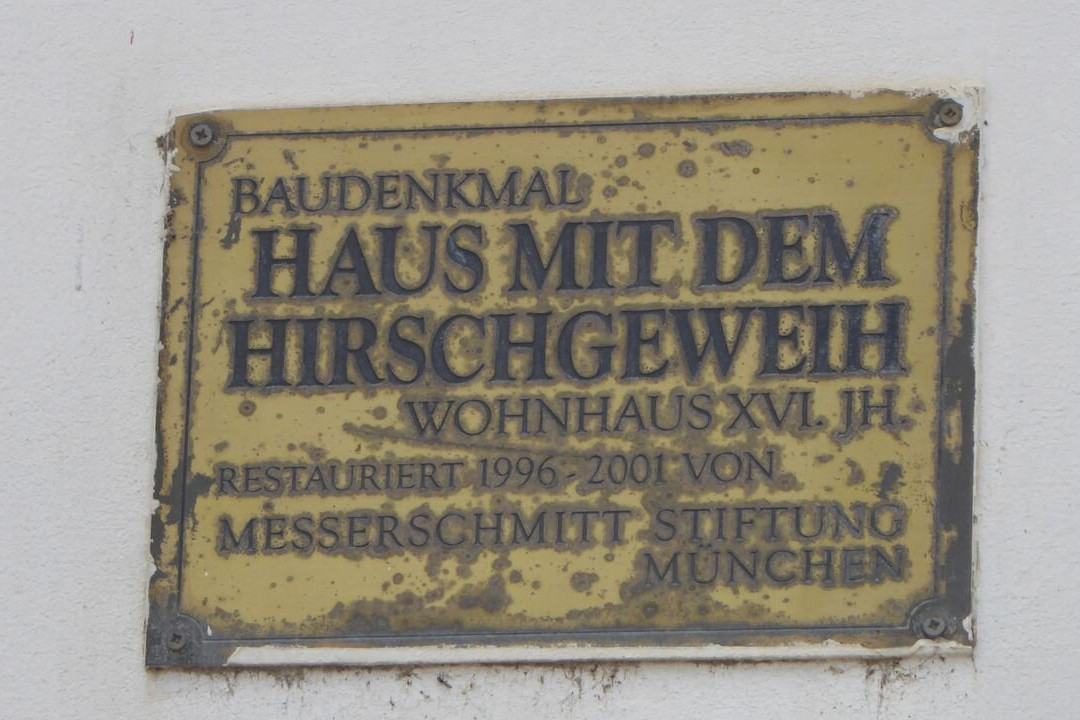 BAUDENKMAL
HAUS MIT DEM
HIRSCHGEWEIH
WOHNHAUS XVI. JH.
RESTAURIERT 1996 - 2001 VON
MESSERSCHMITT STIFTUNG
MÜNCHEN